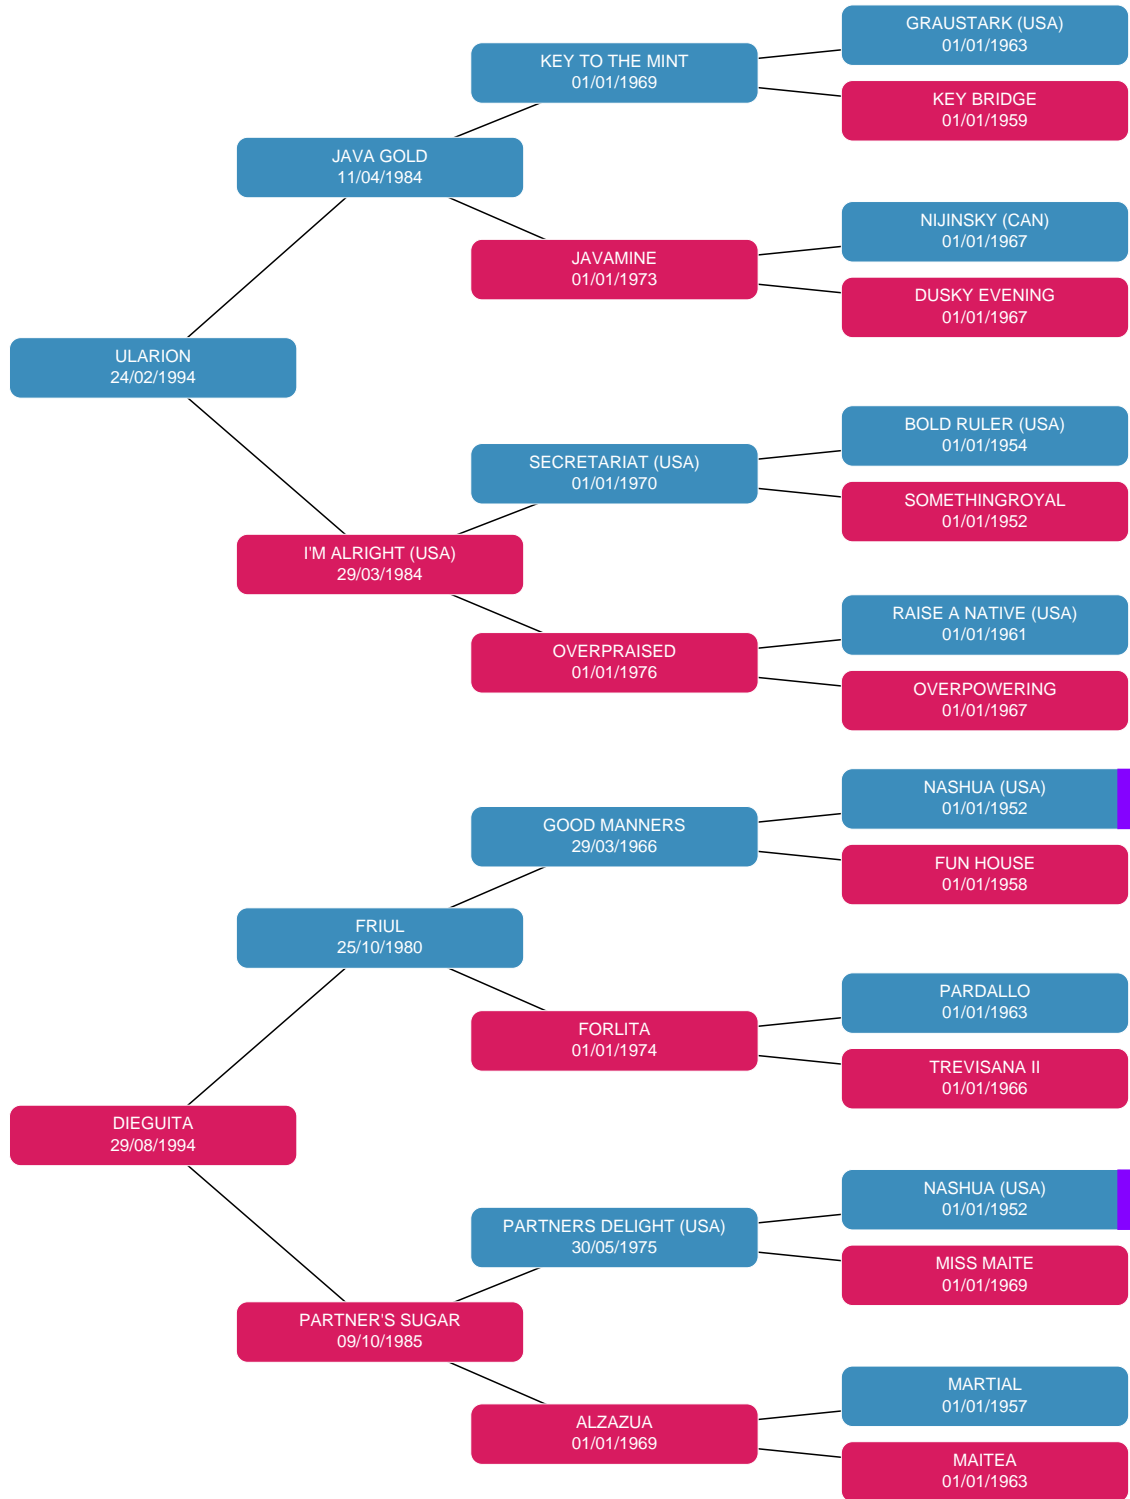 GRAUSTARK (USA)
01/01/1963
KEY TO THE MINT
01/01/1969
KEY BRIDGE
01/01/1959
JAVA GOLD
11/04/1984
NIJINSKY (CAN)
01/01/1967
JAVAMINE
01/01/1973
DUSKY EVENING
01/01/1967
ULARION
24/02/1994
BOLD RULER (USA)
01/01/1954
SECRETARIAT (USA)
01/01/1970
SOMETHINGROYAL
01/01/1952
I'M ALRIGHT (USA)
29/03/1984
RAISE A NATIVE (USA)
01/01/1961
OVERPRAISED
01/01/1976
OVERPOWERING
01/01/1967
NASHUA (USA)
01/01/1952
GOOD MANNERS
29/03/1966
FUN HOUSE
01/01/1958
FRIUL
25/10/1980
PARDALLO
01/01/1963
FORLITA
01/01/1974
TREVISANA II
01/01/1966
DIEGUITA
29/08/1994
NASHUA (USA)
01/01/1952
PARTNERS DELIGHT (USA)
30/05/1975
MISS MAITE
01/01/1969
PARTNER'S SUGAR
09/10/1985
MARTIAL
01/01/1957
ALZAZUA
01/01/1969
MAITEA
01/01/1963